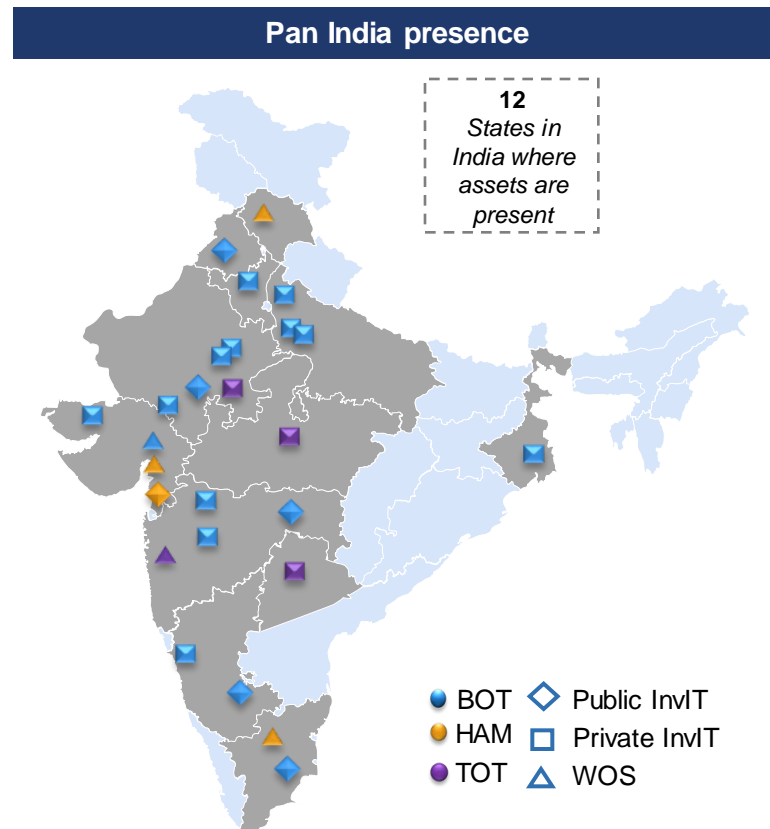 Pan India presence
12
States in
India where
assets are
present
BOT
Public InvIT
HAM
Private InvIT
TOT
WOS